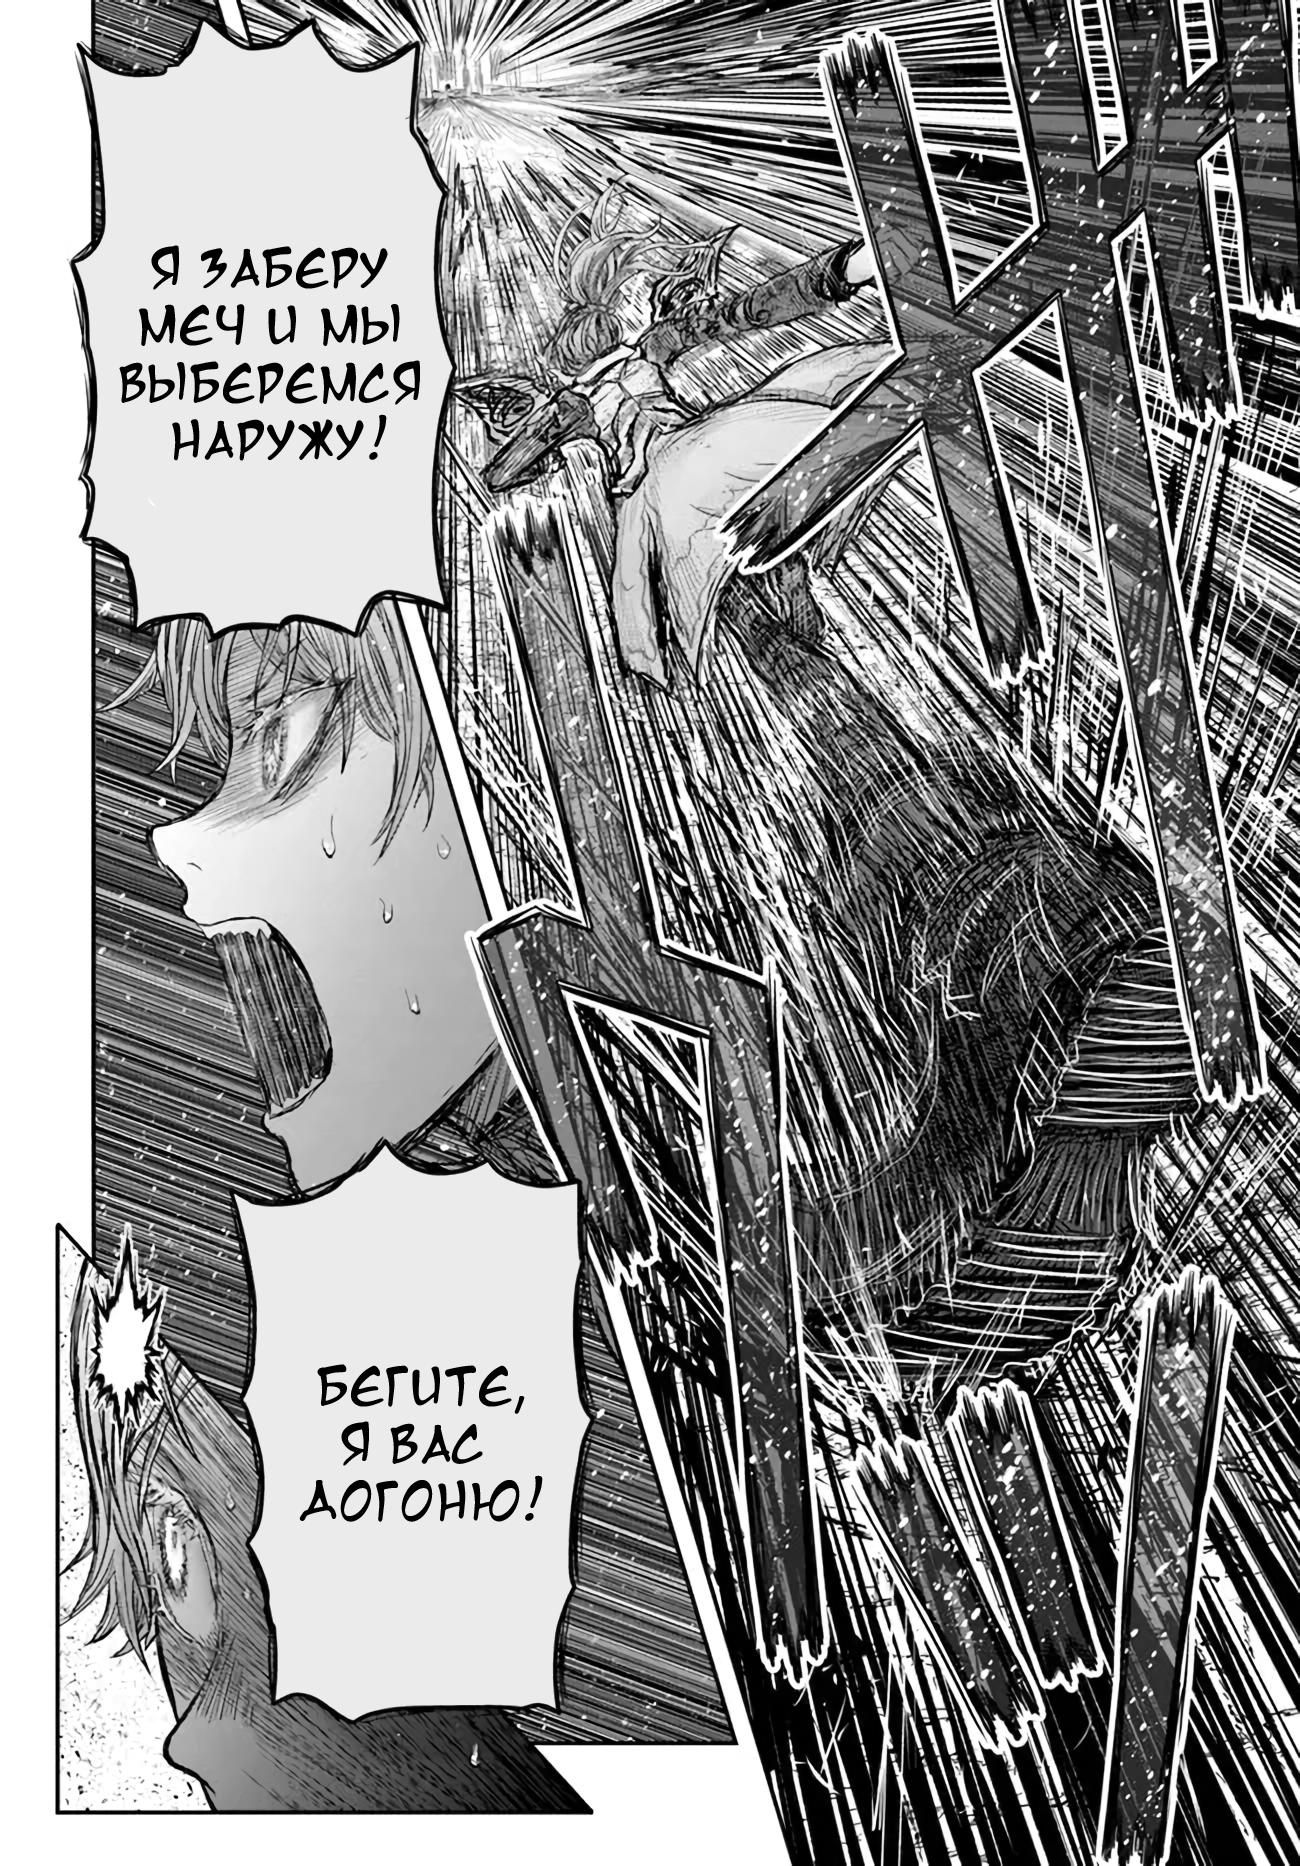 Я ЗАБЕРУ
МЕЧ И МЫ
ВЫБЕРЕМСЯ
НАРУЖУ!
БЕГИТЕ,
Я ВАС
ДОГОНЮ!